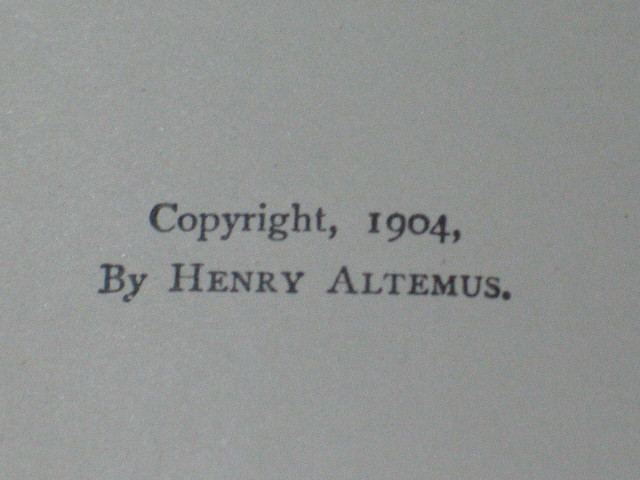 Copyright, 1904,
By HENRY ALTEMUS.